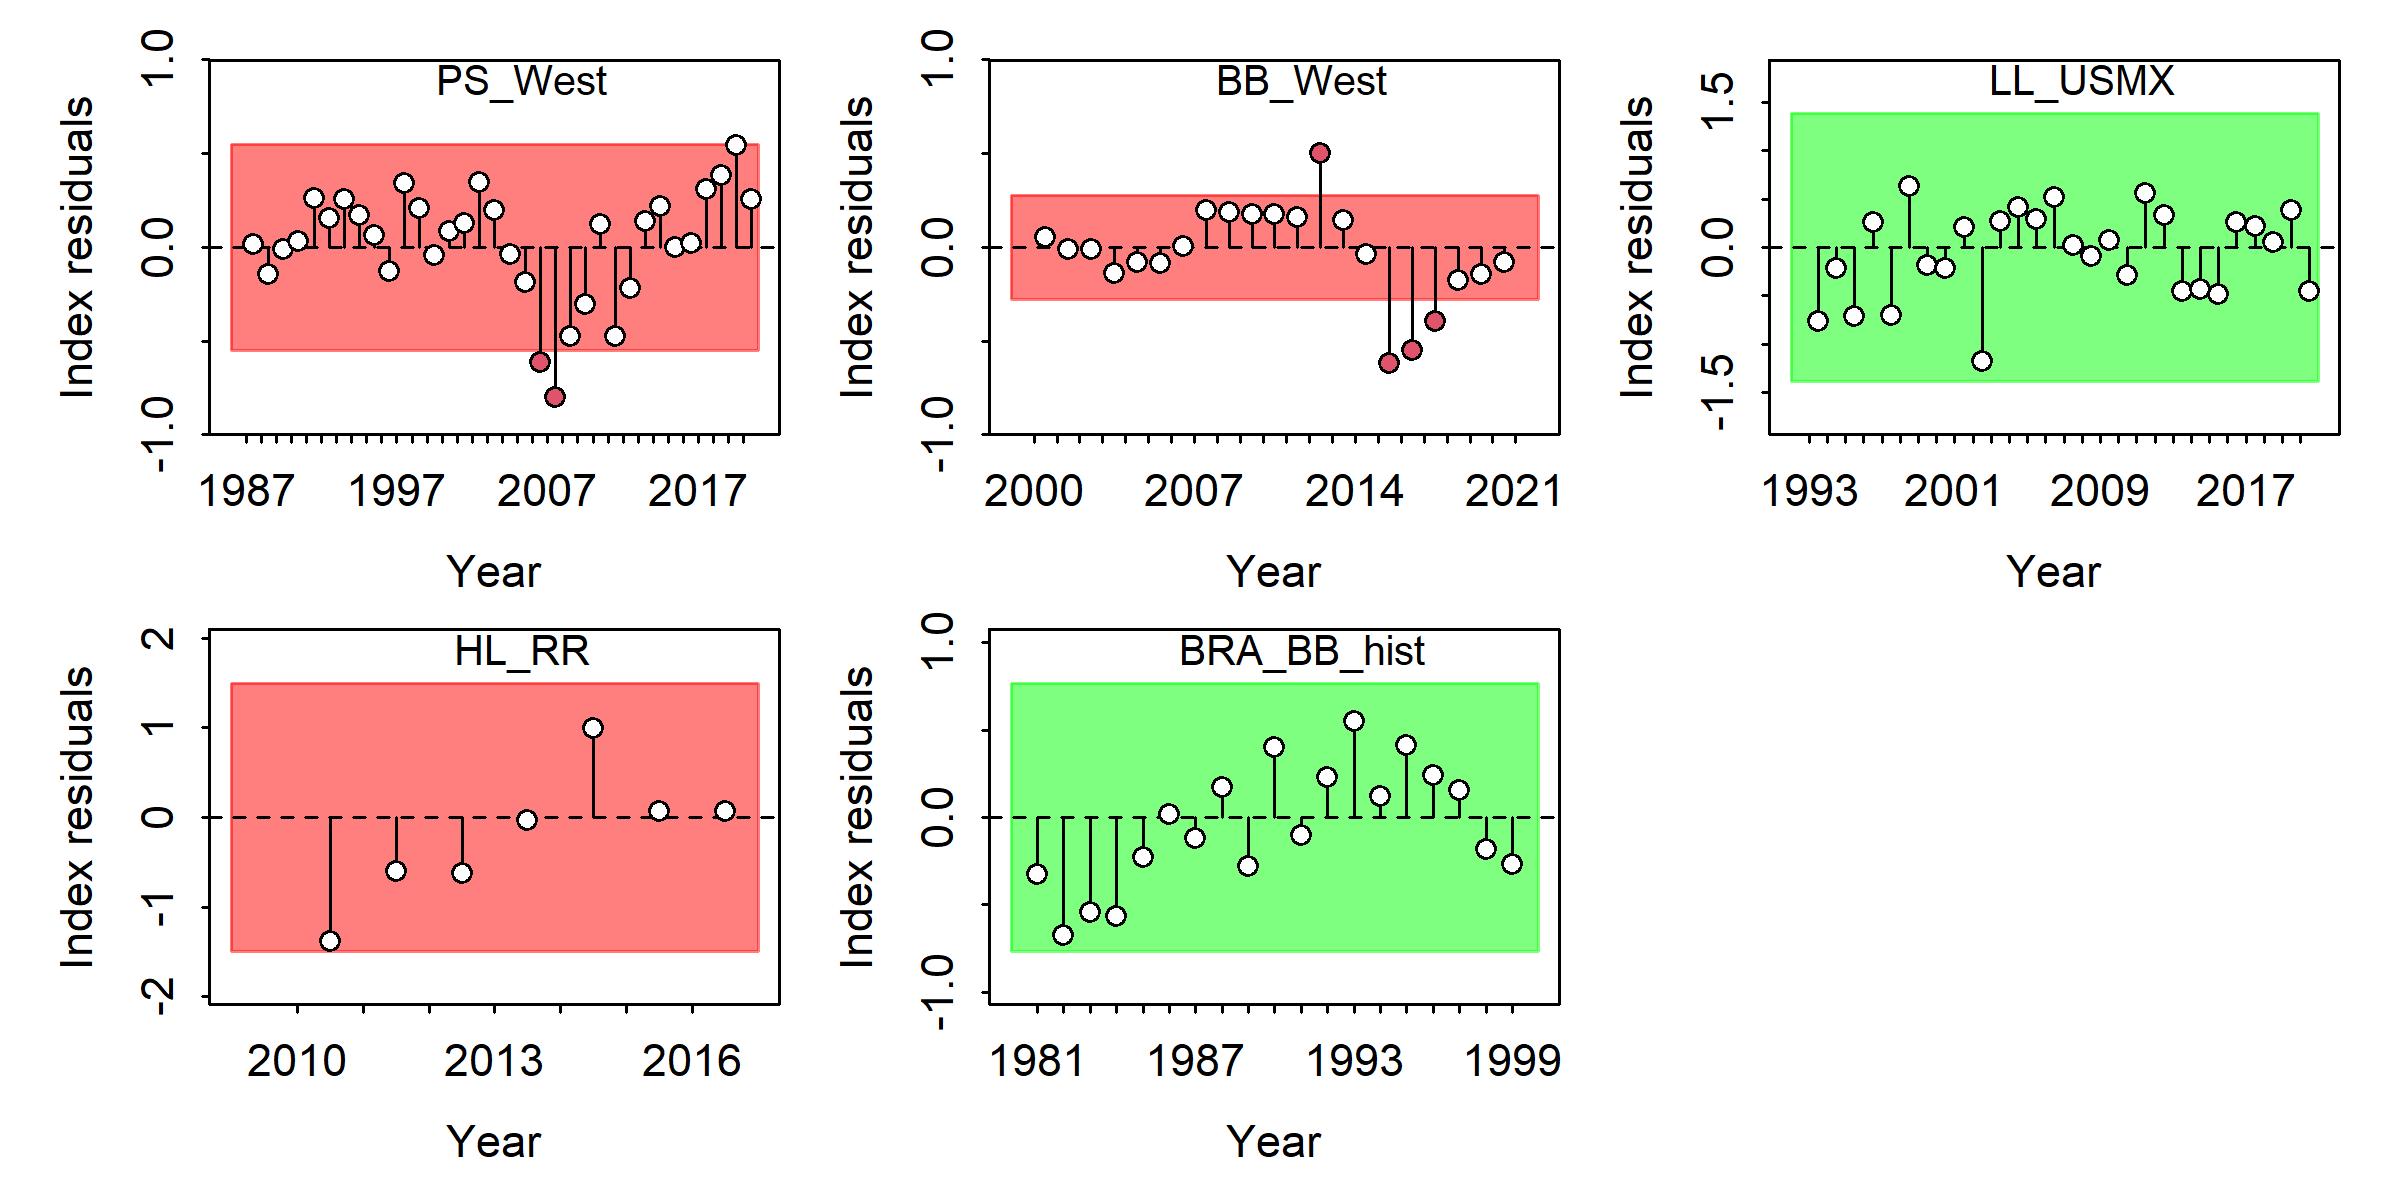 PS_West
Index residuals
1.0
0.0
-1.0
1987 1997 2007 2017
Year
BB_West
Index residuals
1.0
0.0
-1.0
2000 2007 2014 2021
Year
LL_USMX
Index residuals
1.5
0.0
-1.5
1993 2001 2009 2017
Year
HL_RR
Index residuals
2
1
0
-1
-2
2010 2013 2016
Year
BRA_BB_hist
Index residuals
1.0
0.0
-1.0
1981 1987 1993 1999
Year